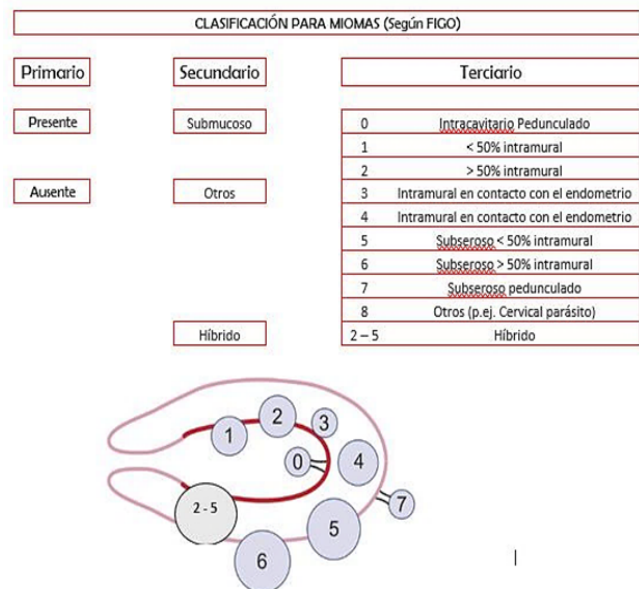 CLASIFICACIÓN PARA MIOMAS (Según FIGO)
Primario Secundario Terciario
Presente Submucoso 0 Intracavitario Pedunculado
1 < 50% intramural
2 > 50% intramural
Ausente Otros 3 Intramural en contacto con el endometrio
4 Intramural en contacto con el endometrio
5 Subseroso < 50% intramural
6 Subseroso > 50% intramural
7 Subseroso pedunculado
8 Otros (p.ej. Cervical parásito)
Híbrido 2 – 5 Híbrido
1
2
3
0
4
7
2 - 5
5
6